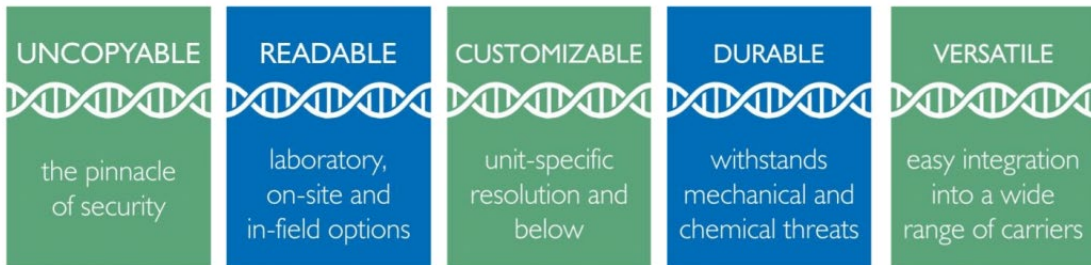 UNCOPYABLE
the pinnacle
of security
READABLE
laboratory,
on-site and
in-field options
CUSTOMIZABLE
unit-specific
resolution and
below
DURABLE
withstands
mechanical and
chemical threats
VERSATILE
easy integration
into a wide
range of carriers